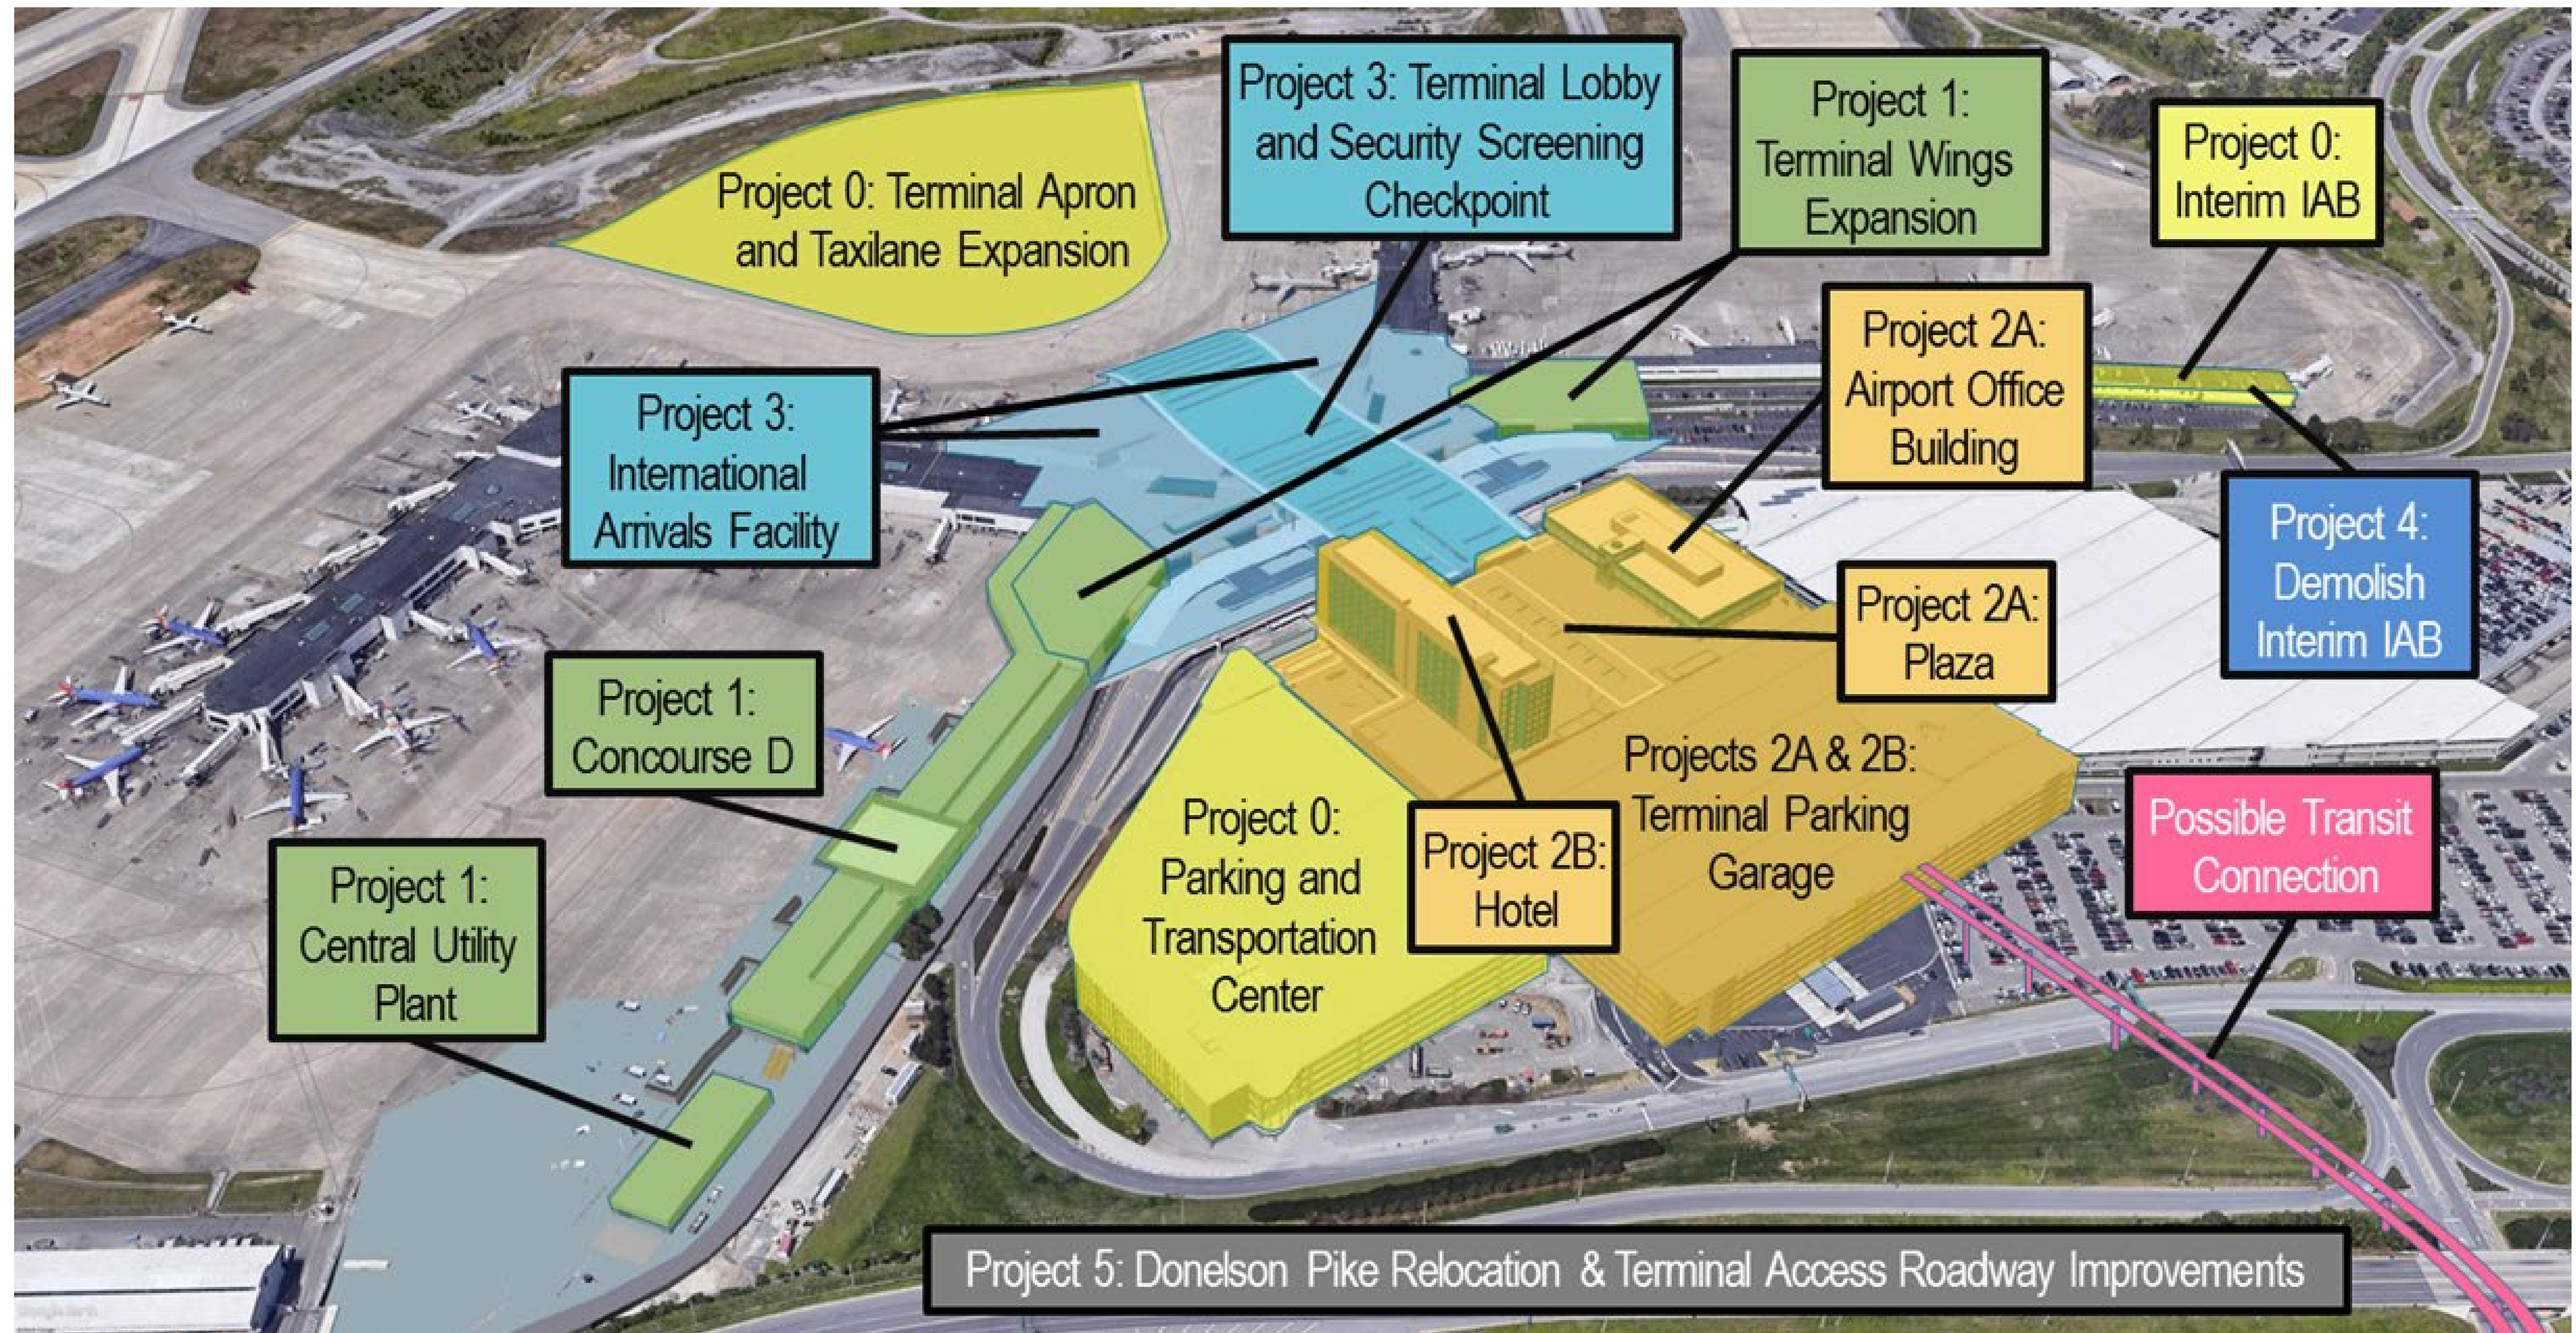 Project 3: Terminal Lobby
and Security Screening
Checkpoint
Project 1:
Terminal Wings
Expansion
Project 0:
Interim IAB
Project 0: Terminal Apron
and Taxilane Expansion
Project 2A:
Airport Office
Building
Project 3:
International
Arrivals Facility
Project 4:
Demolish
Interim IAB
Project 2A:
Plaza
Project 1:
Concourse D
Projects 2A & 2B:
Terminal Parking
Garage
Project 0:
Parking and
Transportation
Center
Project 2B:
Hotel
Possible Transit
Connection
Project 1:
Central Utility
Plant
Project 5: Donelson Pike Relocation & Terminal Access Roadway Improvements